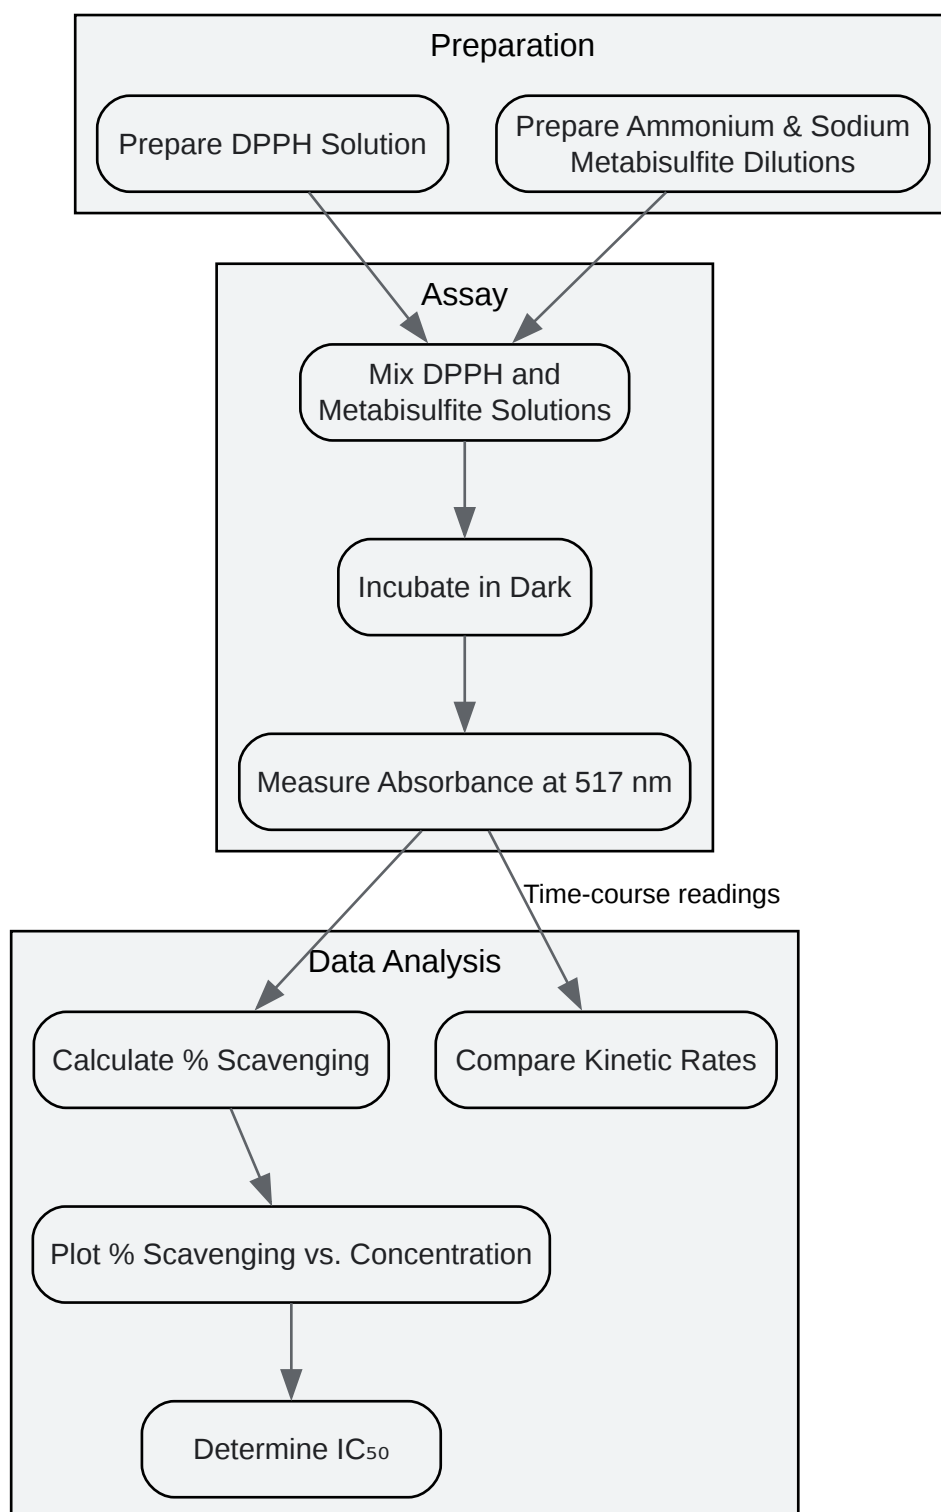 Preparation
Prepare DPPH Solution
Prepare Ammonium & Sodium
Metabisulfite Dilutions
Assay
Mix DPPH and
Metabisulfite Solutions
Incubate in Dark
Measure Absorbance at 517 nm
Time-course readings
Data Analysis
Calculate % Scavenging
Compare Kinetic Rates
Plot % Scavenging vs. Concentration
Determine IC₅₀